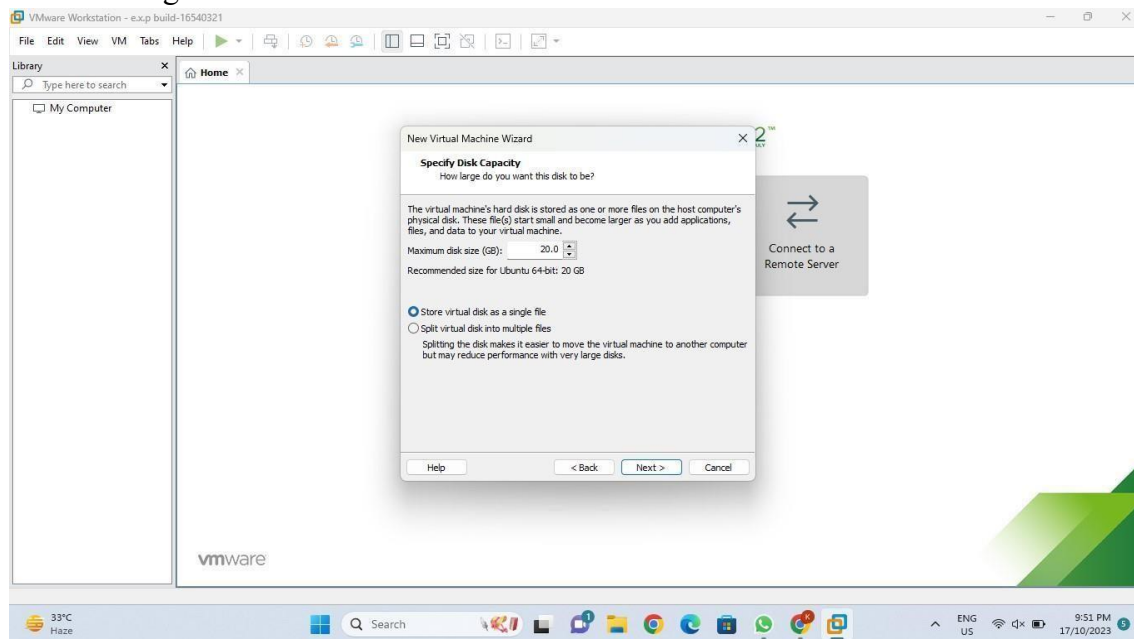 VMware Workstation - e.x.p build-16540321
File Edit View VM Tabs Help
Library
Home
Type here to search
My Computer
New Virtual Machine Wizard
2™
Specify Disk Capacity
How large do you want this disk to be?
The virtual machine's hard disk is stored as one or more files on the host computer's
physical disk. These file(s) start small and become larger as you add applications,
files, and data to your virtual machine.
Maximum disk size (GB): 20.0
Recommended size for Ubuntu 64-bit: 20 GB
Store virtual disk as a single file
Split virtual disk into multiple files
Splitting the disk makes it easier to move the virtual machine to another computer
but may reduce performance with very large disks.
Help < Back Next > Cancel
Connect to a
Remote Server
vmware
33°C
Haze
Search
ENG
US
9:51 PM
17/10/2023
5